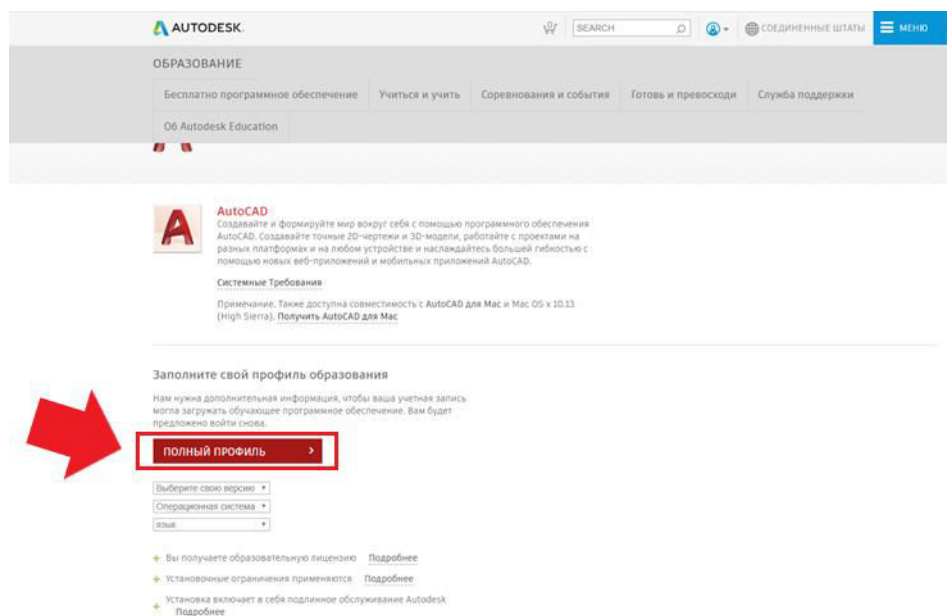 AUTODESK.
SEARCH
СОЕДИНЕННЫЕ ШТАТЫ
МЕНЮ
ОБРАЗОВАНИЕ
Бесплатно программное обеспечение
Учиться и учить
Соревнования и события
Готовь и превосходи
Служба поддержки
Об Autodesk Education
AutoCAD
Создавайте и формируйте мир вокруг себя с помощью программного обеспечения
AutoCAD. Создавайте точные 2D-чертежи и 3D-модели, работайте с проектами на
разных платформах и на любом устройстве и наслаждайтесь большей гибкостью с
помощью новых веб-приложений и мобильных приложений AutoCAD.
Системные Требования
Примечание. Также доступна совместимость с AutoCAD для Mac и Mac OS x 10.13
(High Sierra). Получить AutoCAD для Mac
Заполните свой профиль образования
Нам нужна дополнительная информация, чтобы ваша учетная запись
могла загружать обучающее программное обеспечение. Вам будет
предложено войти снова.
ПОЛНЫЙ ПРОФИЛЬ
Выберите свою версию
Операционная система
язык
Вы получаете образовательную лицензию Подробнее
Установочные ограничения применяются Подробнее
Установка включает в себя подлинное обслуживание Autodesk
Подробнее